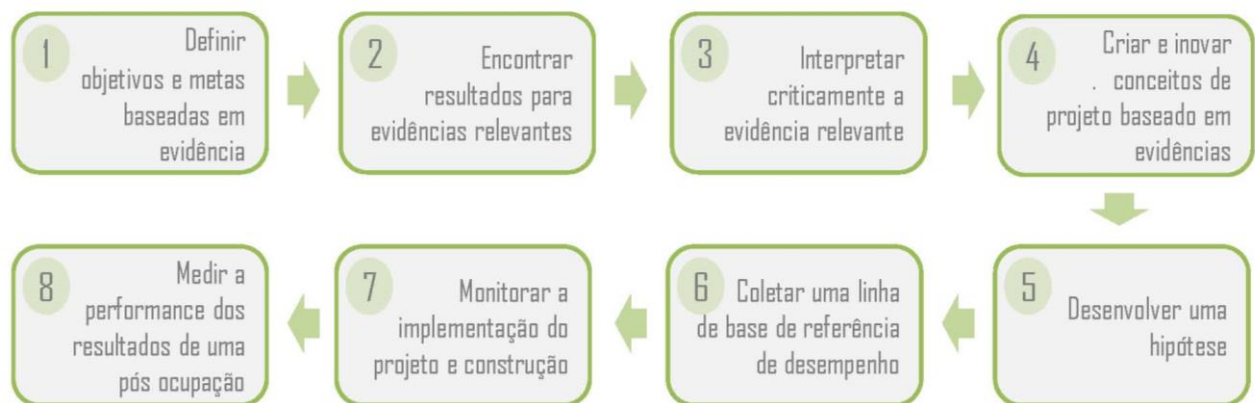 1 Definir
objetivos e metas
baseadas em
evidência
2 Encontrar
resultados para
evidências relevantes
3 Interpretar
criticamente a
evidência relevante
4 Criar e inovar
. conceitos de
projeto baseado em
evidências
5 Desenvolver uma
hipótese
6 Coletar uma linha
de base de referência
de desempenho
7 Monitorar a
implementação do
projeto e construção
8 Medir a
performance dos
resultados de uma
pós ocupação